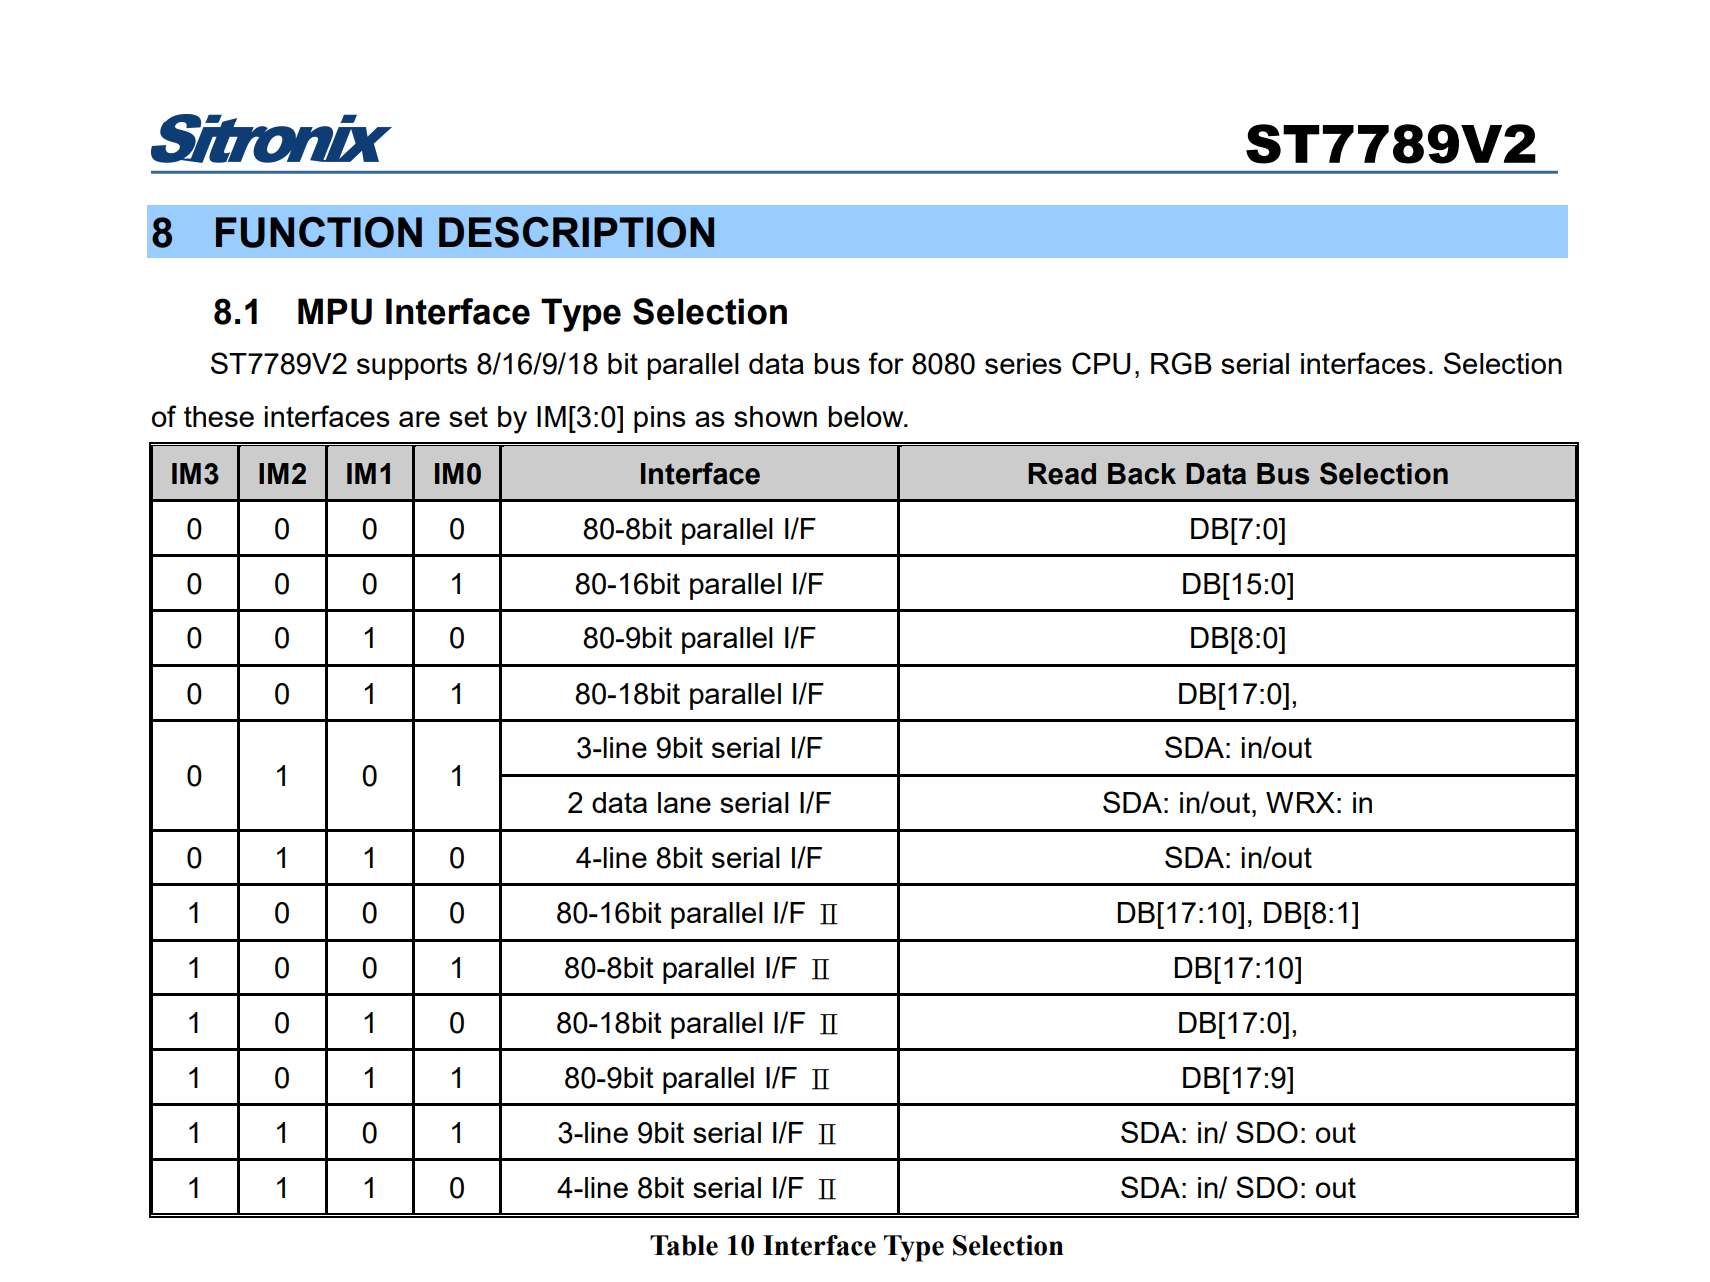 Sitronix ST7789V2
8 FUNCTION DESCRIPTION
8.1 MPU Interface Type Selection
ST7789V2 supports 8/16/9/18 bit parallel data bus for 8080 series CPU, RGB serial interfaces. Selection
of these interfaces are set by IM[3:0] pins as shown below.
IM3 IM2 IM1 IM0 Interface Read Back Data Bus Selection
0 0 0 0 80-8bit parallel I/F DB[7:0]
0 0 0 1 80-16bit parallel I/F DB[15:0]
0 0 1 0 80-9bit parallel I/F DB[8:0]
0 0 1 1 80-18bit parallel I/F DB[17:0],
0 1 0 1 3-line 9bit serial I/F SDA: in/out
2 data lane serial I/F SDA: in/out, WRX: in
0 1 1 0 4-line 8bit serial I/F SDA: in/out
1 0 0 0 80-16bit parallel I/F Ⅱ DB[17:10], DB[8:1]
1 0 0 1 80-8bit parallel I/F Ⅱ DB[17:10]
1 0 1 0 80-18bit parallel I/F Ⅱ DB[17:0],
1 0 1 1 80-9bit parallel I/F Ⅱ DB[17:9]
1 1 0 1 3-line 9bit serial I/F Ⅱ SDA: in/ SDO: out
1 1 1 0 4-line 8bit serial I/F Ⅱ SDA: in/ SDO: out
Table 10 Interface Type Selection